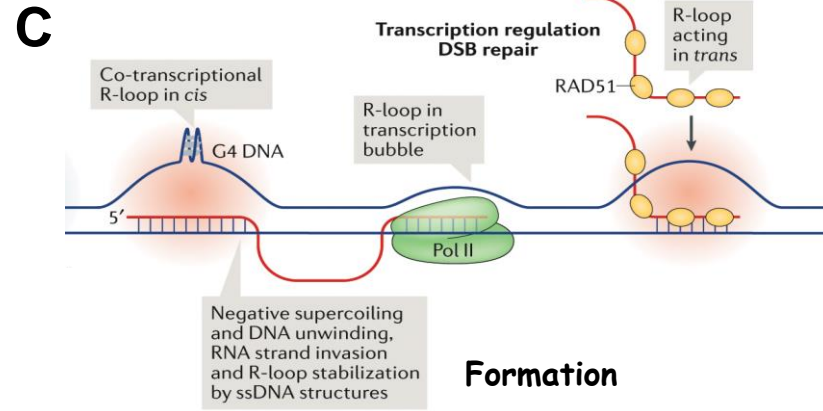 C
Transcription regulation
DSB repair
R-loop
acting
in trans
Co-transcriptional
R-loop in cis
RAD51
R-loop in
transcription
bubble
G4 DNA
5′
Pol II
Negative supercoiling
and DNA unwinding,
RNA strand invasion
and R-loop stabilization
by ssDNA structures
Formation